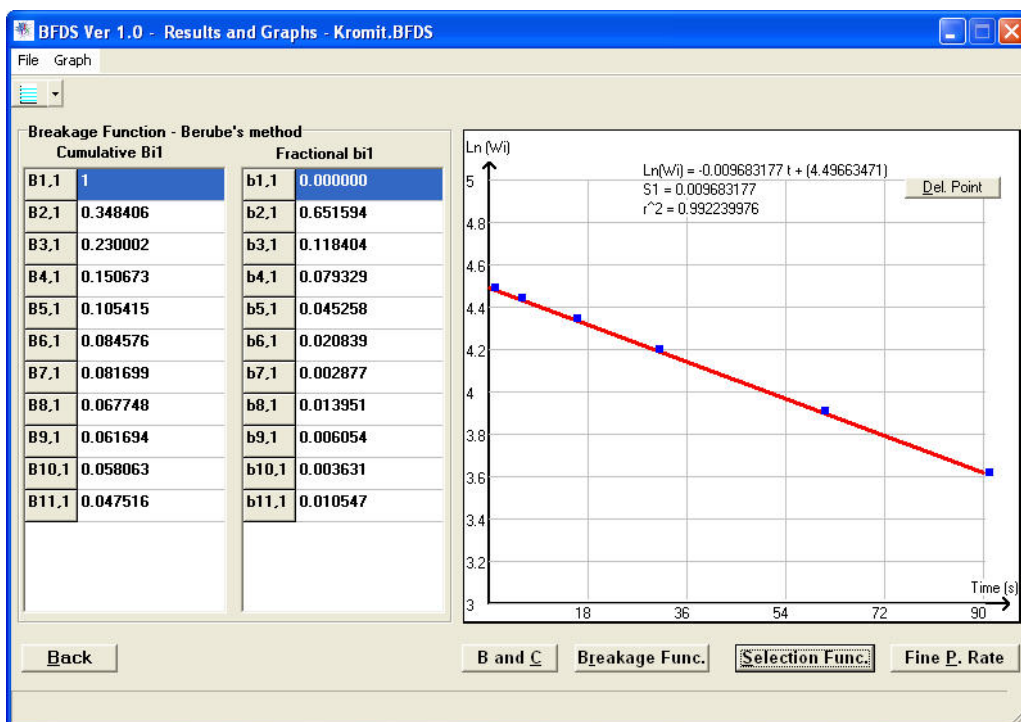 BFDS Ver 1.0 - Results and Graphs - Kromit.BFDS
File Graph
Breakage Function - Berube's method
Cumulative Bi1
Fractional bi1
B1,1 1
B2,1 0.348406
B3,1 0.230002
B4,1 0.150673
B5,1 0.105415
B6,1 0.084576
B7,1 0.081699
B8,1 0.067748
B9,1 0.061694
B10,1 0.058063
B11,1 0.047516
b1,1 0.000000
b2,1 0.651594
b3,1 0.118404
b4,1 0.079329
b5,1 0.045258
b6,1 0.020839
b7,1 0.002877
b8,1 0.013951
b9,1 0.006054
b10,1 0.003631
b11,1 0.010547
Ln (Wi)
Ln(Wi) = -0.009683177 t + (4.49663471)
S1 = 0.009683177
r^2 = 0.992239976
Del. Point
5
4.8
4.6
4.4
4.2
4
3.8
3.6
3.4
3.2
3
Time (s)
18 36 54 72 90
Back
B and C
Breakage Func.
Selection Func.
Fine P. Rate